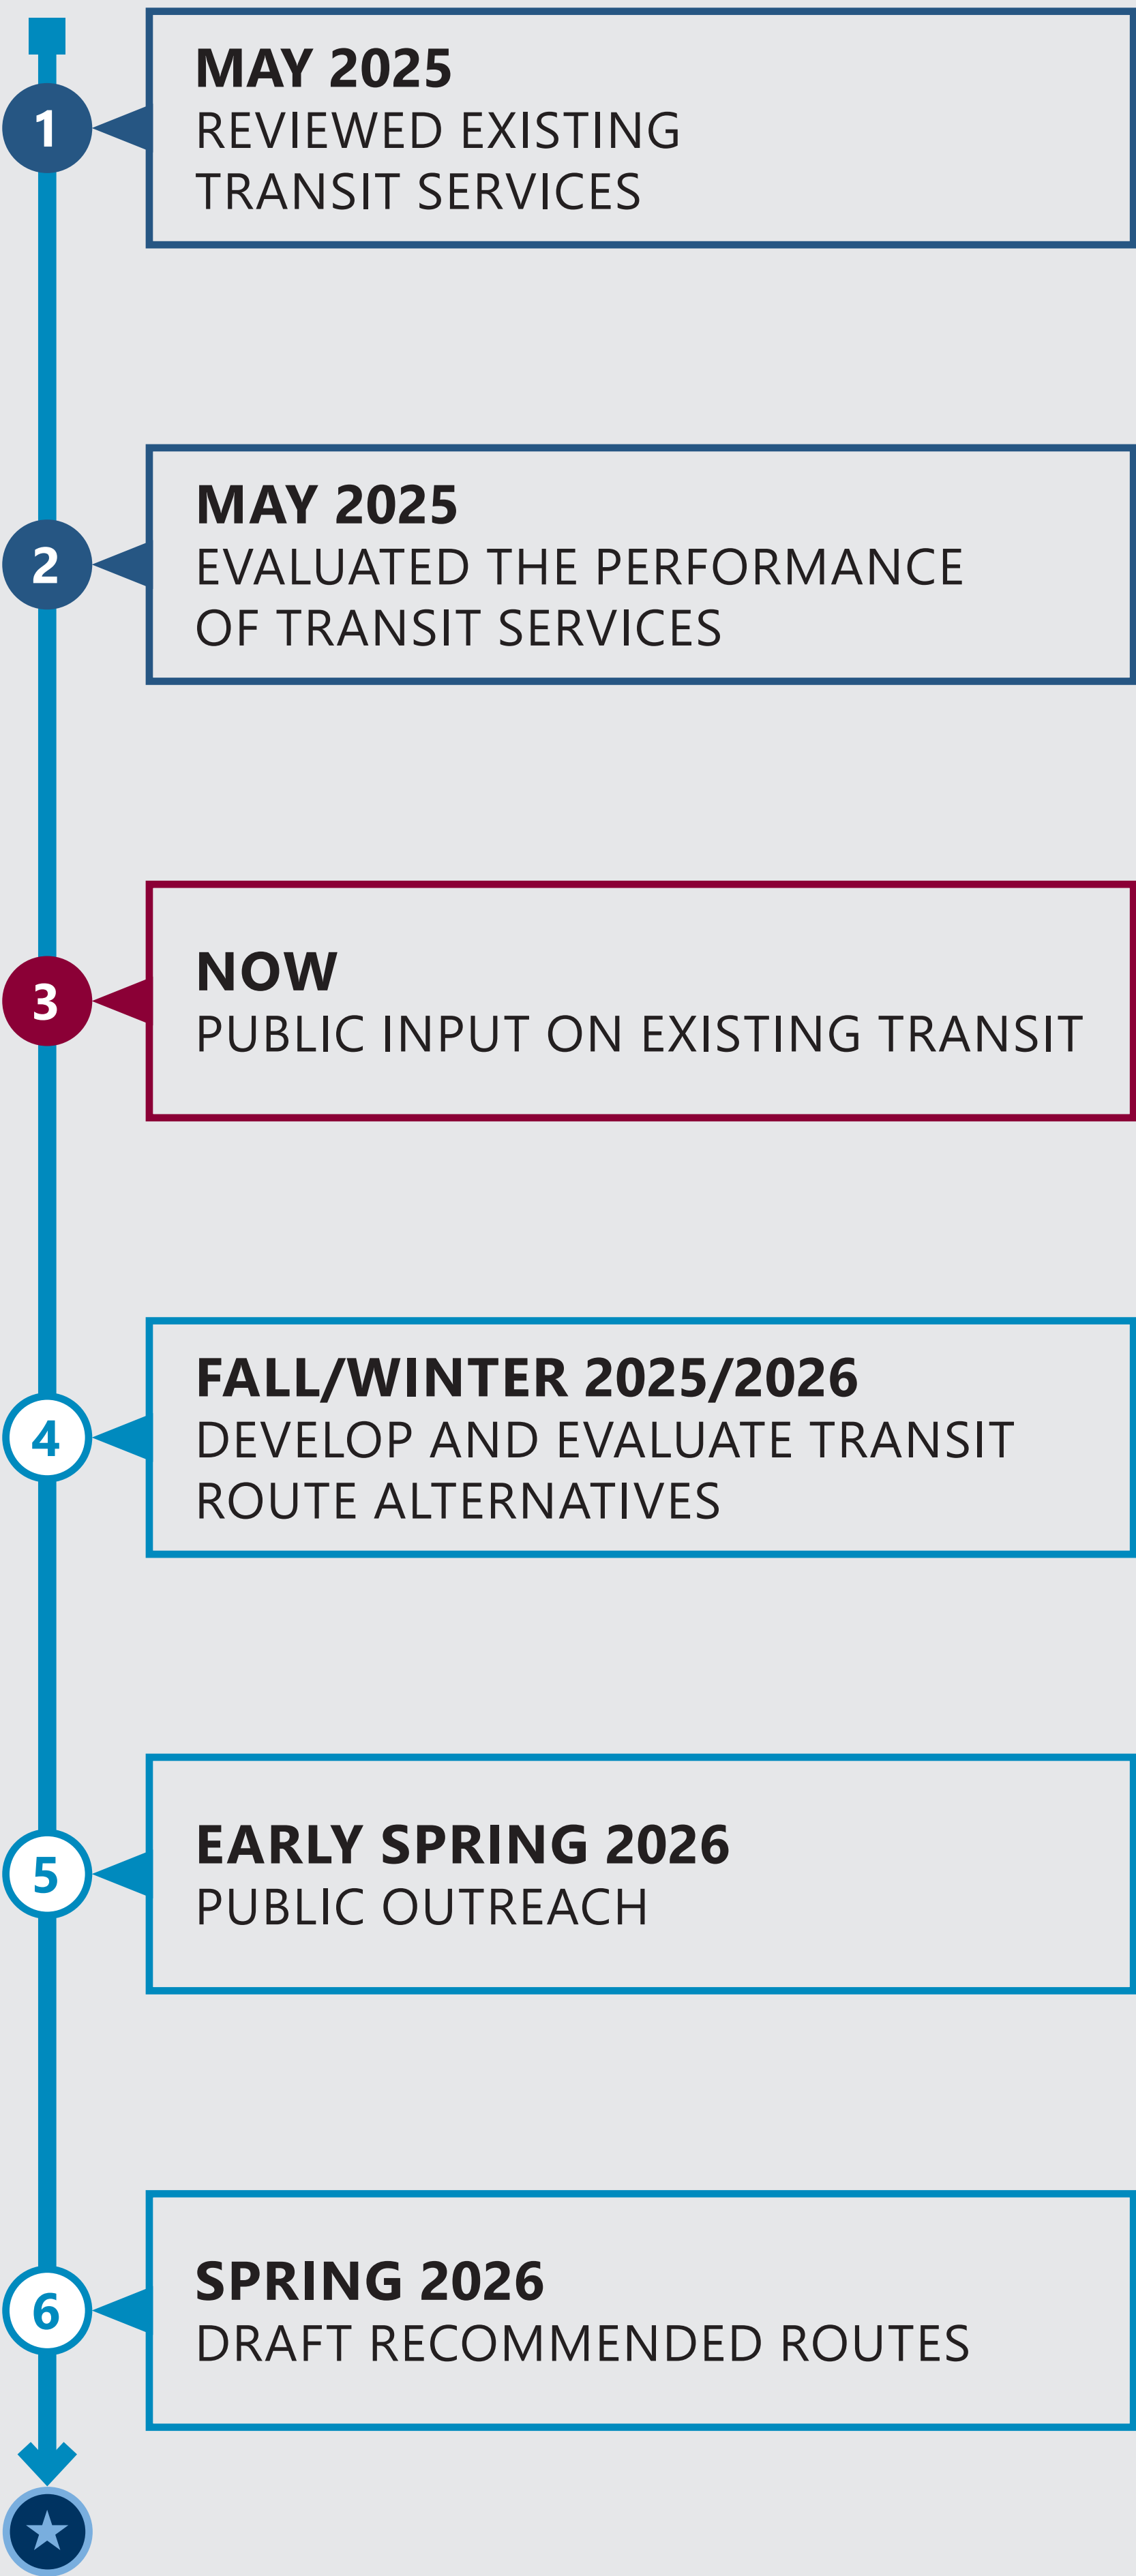 1
MAY 2025
REVIEWED EXISTING
TRANSIT SERVICES
2
MAY 2025
EVALUATED THE PERFORMANCE
OF TRANSIT SERVICES
3
NOW
PUBLIC INPUT ON EXISTING TRANSIT
4
FALL/WINTER 2025/2026
DEVELOP AND EVALUATE TRANSIT
ROUTE ALTERNATIVES
5
EARLY SPRING 2026
PUBLIC OUTREACH
6
SPRING 2026
DRAFT RECOMMENDED ROUTES